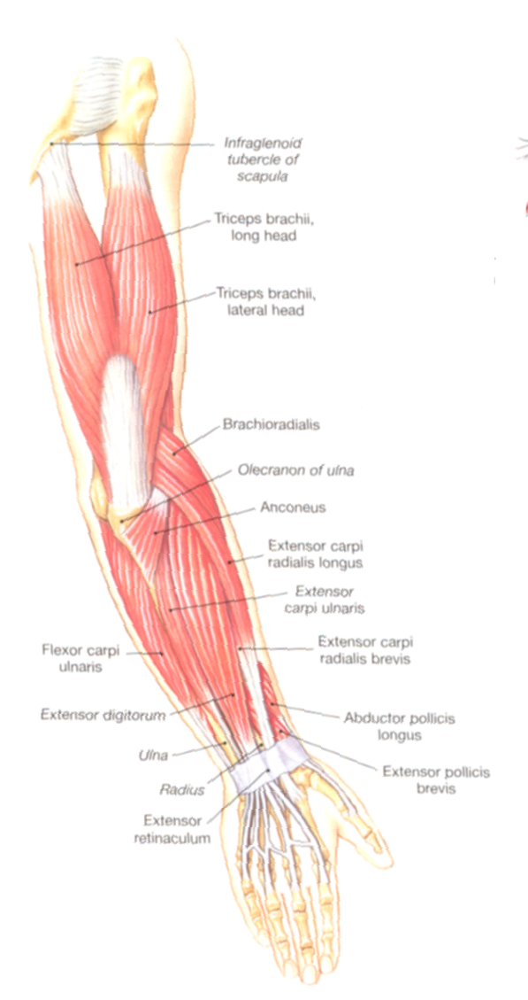 Infraglenoid
tubercle of
scapula
Triceps brachii,
long head
Triceps brachii,
lateral head
Brachioradialis
Olecranon of ulna
Anconeus
Extensor carpi
radialis longus
Extensor
carpi ulnaris
Flexor carpi
ulnaris
Extensor carpi
radialis brevis
Extensor digitorum
Abductor pollicis
longus
Ulna
Extensor pollicis
brevis
Radius
Extensor
retinaculum